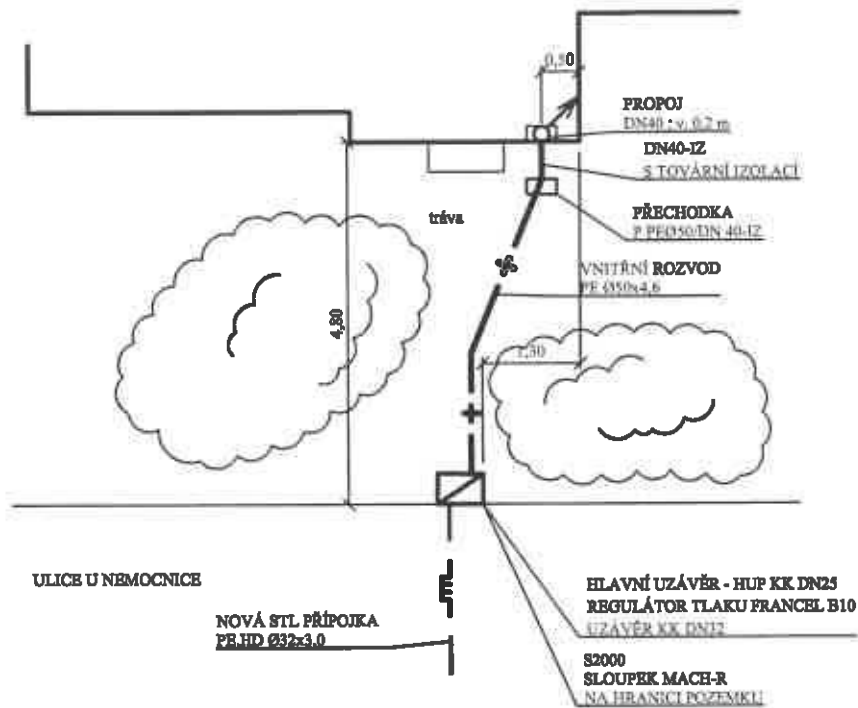 0,50
PROPOJ
DN40 ; v. 0,2 m
DN40-IZ
S TOVÁRNÍ IZOLACÍ
PŘECHODKA
P PEØ50/DN 40-IZ
tráva
VNITŘNÍ ROZVOD
PE Ø50x4,6
4,80
1,30
ULICE U NEMOCNICE
NOVÁ STL PŘÍPOJKA
PE.HD Ø32x3.0
HLAVNÍ UZÁVĚR - HUP KK DN25
REGULÁTOR TLAKU FRANCEL B10
UZÁVĚR KK DN32
S2000
SLOUPEK MACH-R
NA HRANICI POZEMKU